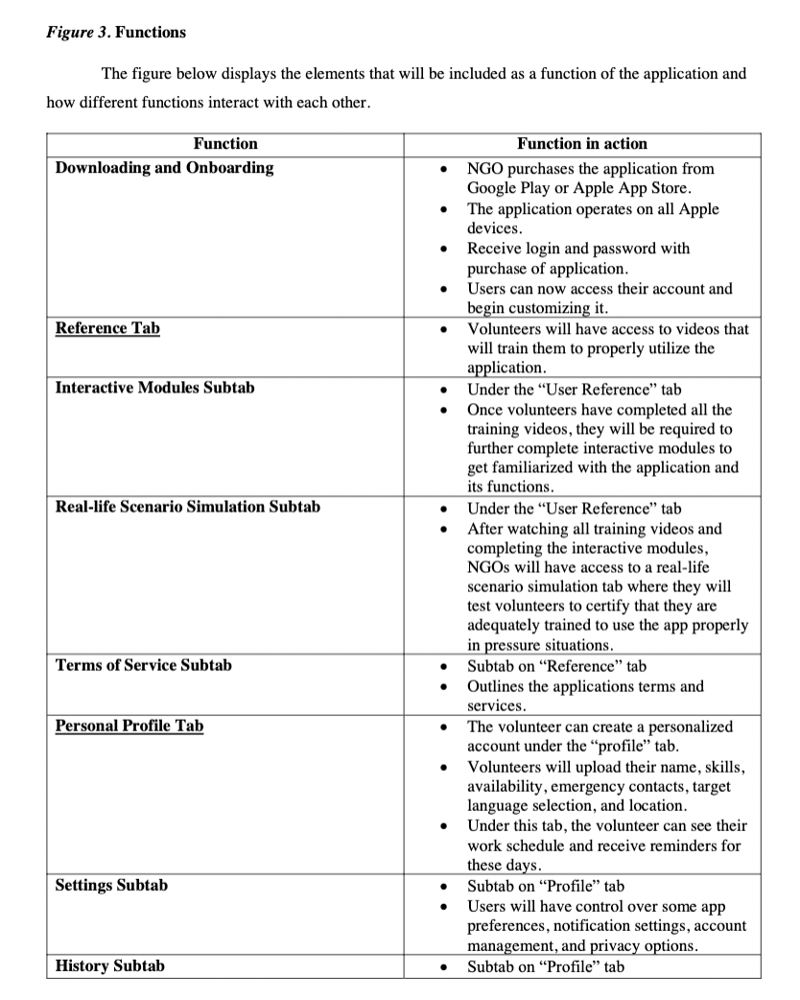 Figure 3. Functions
The figure below displays the elements that will be included as a function of the application and
how different functions interact with each other.
Function
Function in action
Downloading and Onboarding
• NGO purchases the application from
Google Play or Apple App Store.
• The application operates on all Apple
devices.
• Receive login and password with
purchase of application.
• Users can now access their account and
begin customizing it.
Reference Tab
• Volunteers will have access to videos that
will train them to properly utilize the
application.
Interactive Modules Subtab
• Under the “User Reference” tab
• Once volunteers have completed all the
training videos, they will be required to
further complete interactive modules to
get familiarized with the application and
its functions.
Real-life Scenario Simulation Subtab
• Under the “User Reference” tab
• After watching all training videos and
completing the interactive modules,
NGOs will have access to a real-life
scenario simulation tab where they will
test volunteers to certify that they are
adequately trained to use the app properly
in pressure situations.
Terms of Service Subtab
• Subtab on “Reference” tab
• Outlines the applications terms and
services.
Personal Profile Tab
• The volunteer can create a personalized
account under the “profile” tab.
• Volunteers will upload their name, skills,
availability, emergency contacts, target
language selection, and location.
• Under this tab, the volunteer can see their
work schedule and receive reminders for
these days.
Settings Subtab
• Subtab on “Profile” tab
• Users will have control over some app
preferences, notification settings, account
management, and privacy options.
History Subtab
• Subtab on “Profile” tab